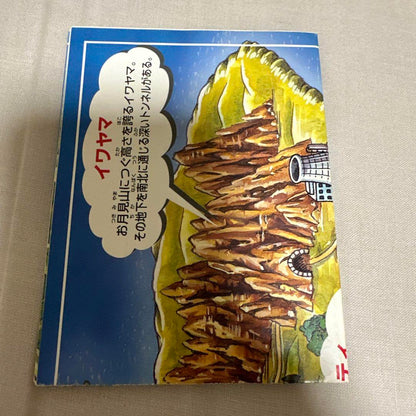 イワヤマ
お月見山につぐ高さを誇るイワヤマ。
その地下を南北に通じる深いトンネルがある。
ディ